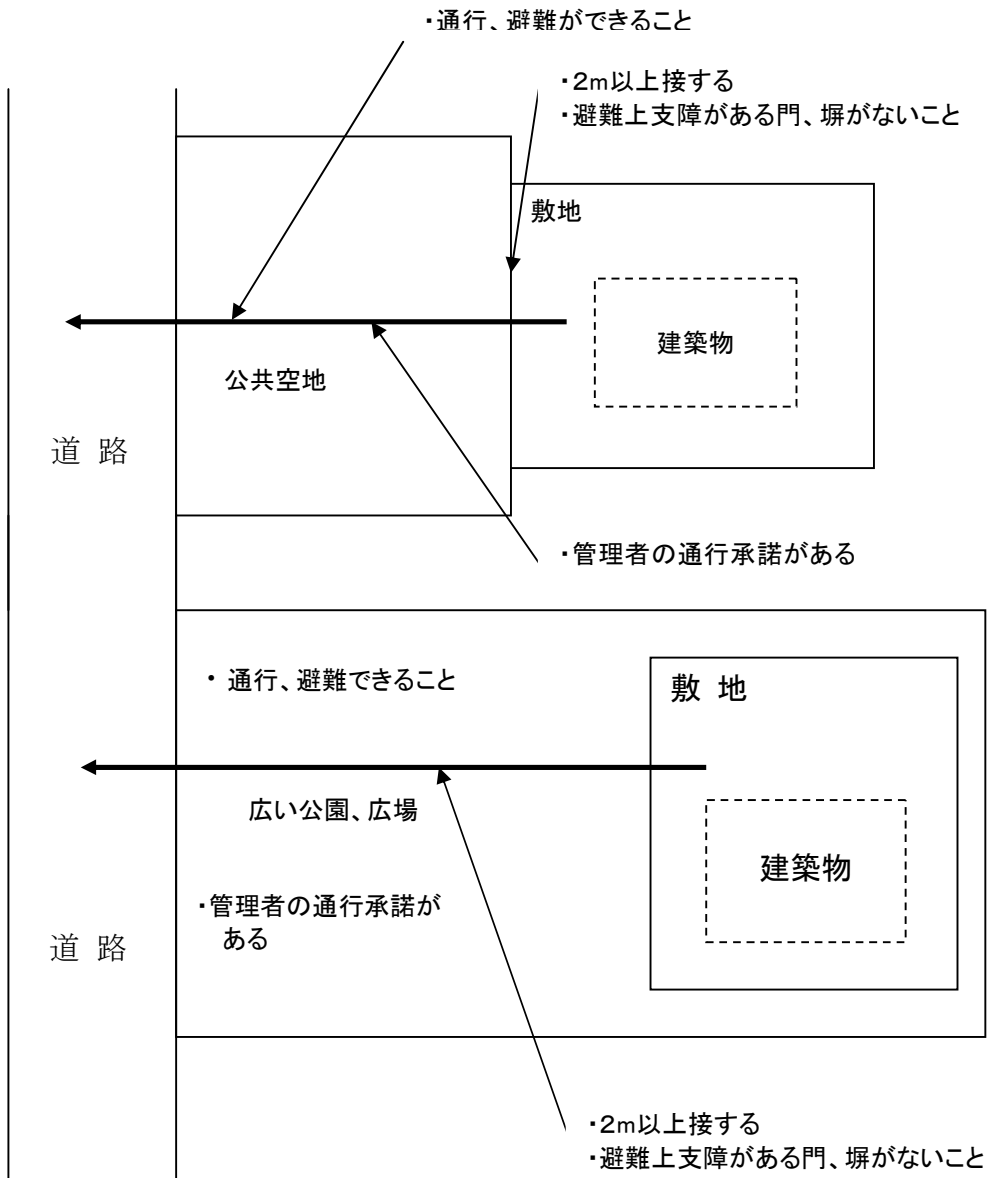 ・通行、避難ができること
・2m以上接する
・避難上支障がある門、塀がないこと
敷地
建築物
公共空地
道 路
・管理者の通行承諾がある
・ 通行、避難できること
敷 地
広い公園、広場
建築物
・管理者の通行承諾が
ある
道 路
・2m以上接する
・避難上支障がある門、塀がないこと